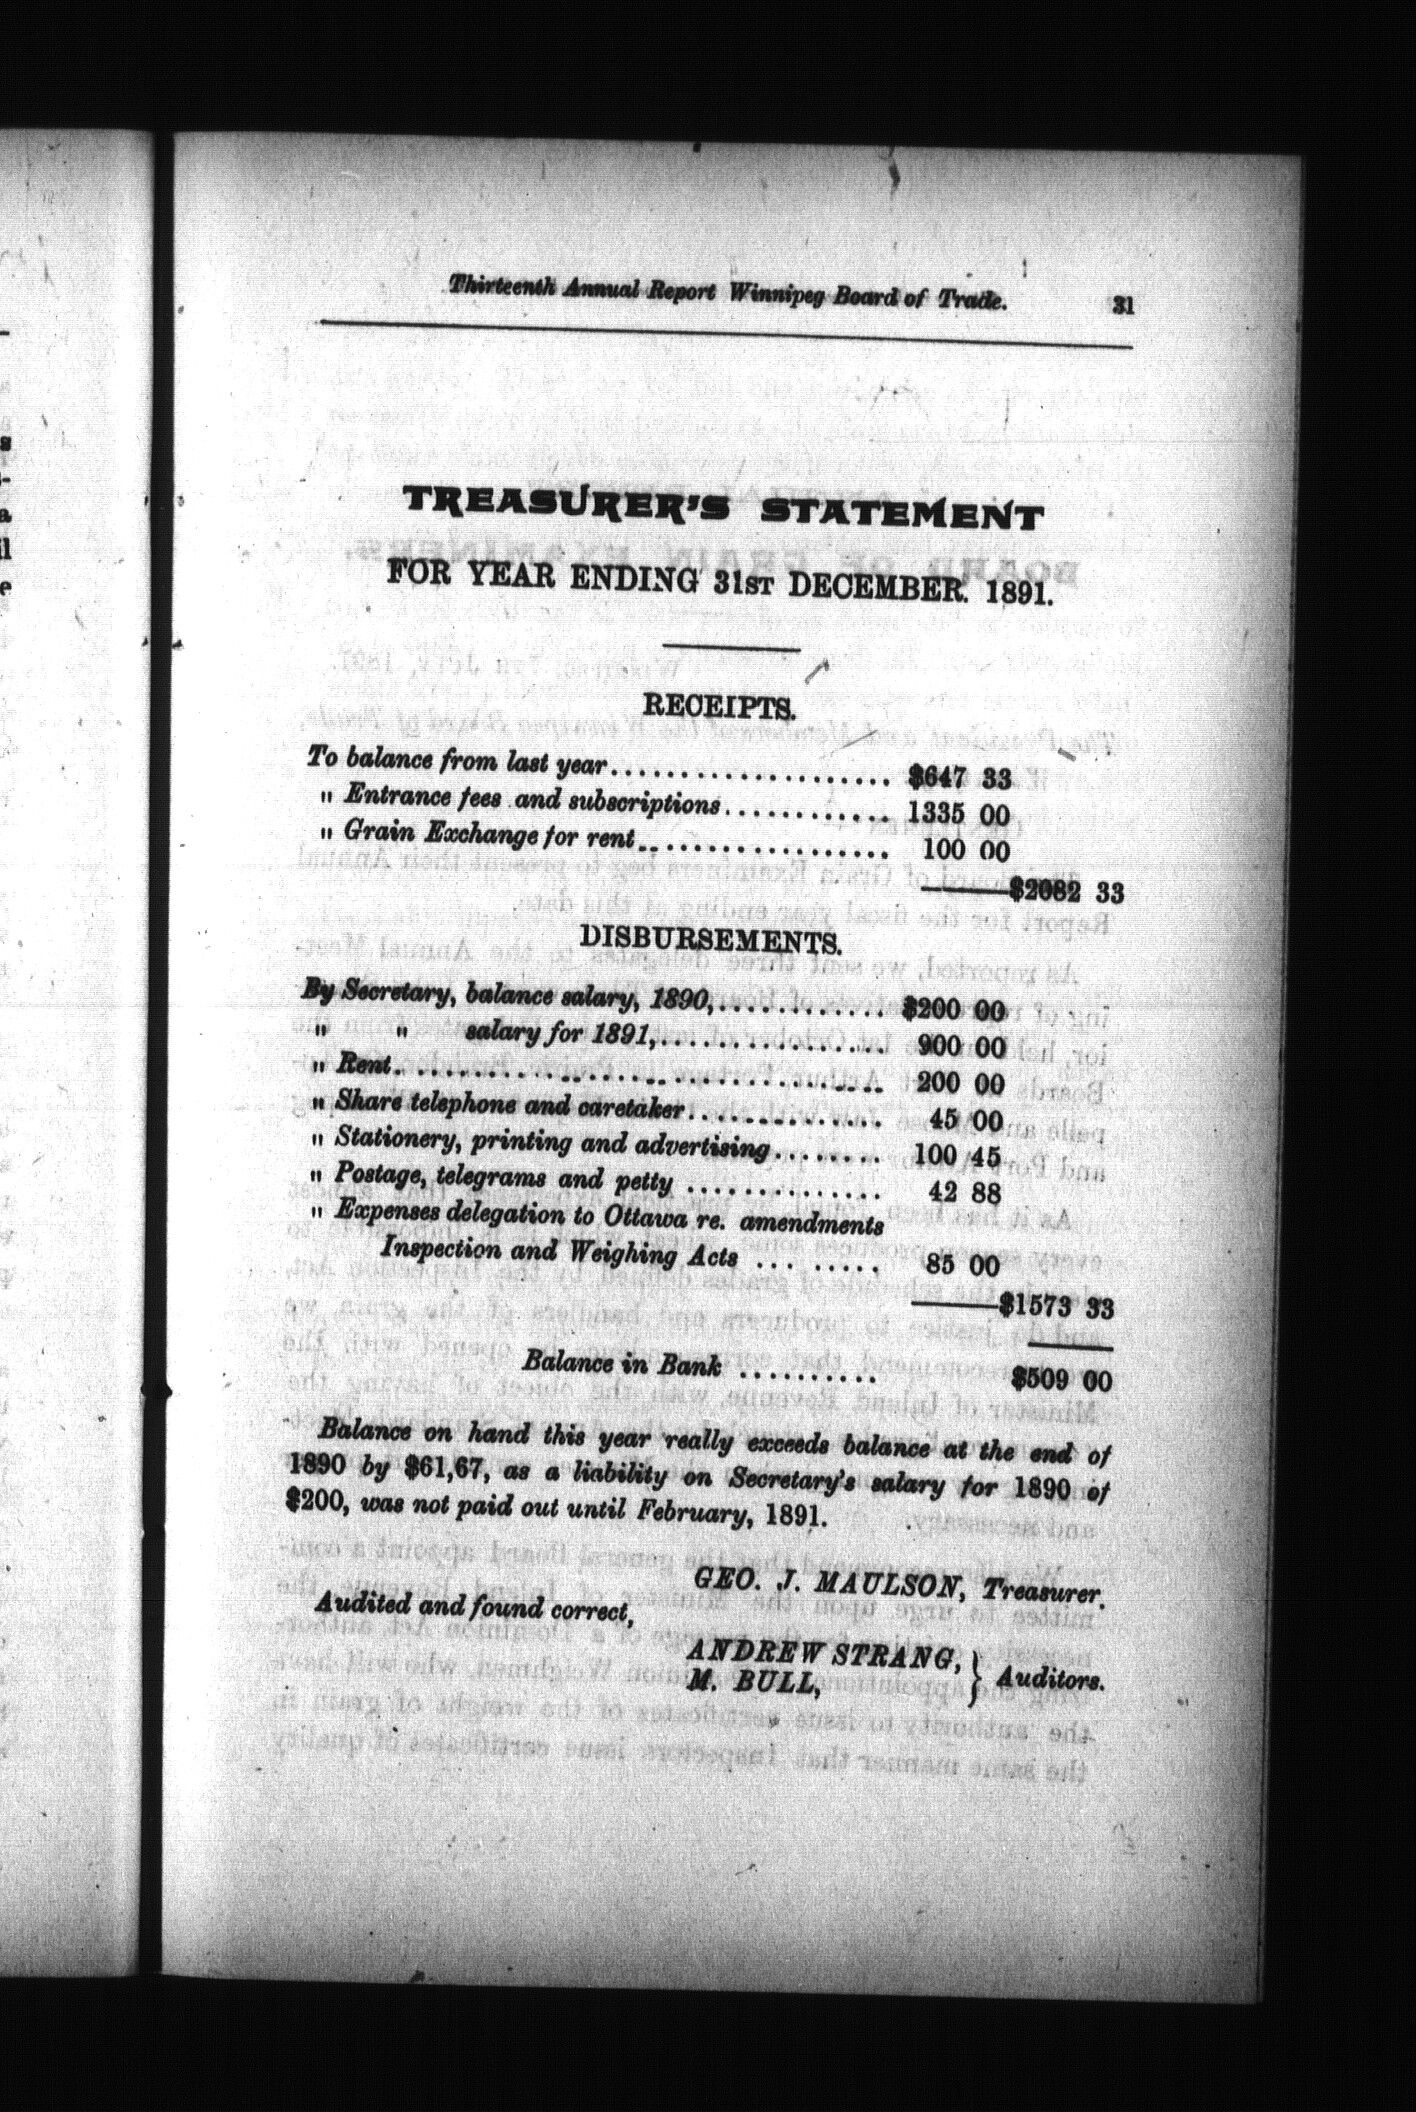 Thirteenth Annual Report Winnipeg Board of Trade. 31
TREASURER'S STATEMENT
FOR YEAR ENDING 31ST DECEMBER. 1891.
RECEIPTS.
To balance from last year................... $647 33
" Entrance fees and subscriptions............ 1335 00
" Grain Exchange for rent................. 100 00
$2082 33
DISBURSEMENTS.
By Secretary, balance salary, 1890,............ $200 00
" " salary for 1891,................ 900 00
" Rent.................................. 200 00
" Share telephone and caretaker.............. 45 00
" Stationery, printing and advertising........ 100 45
" Postage, telegrams and petty .............. 42 88
" Expenses delegation to Ottawa re. amendments
Inspection and Weighing Acts ... ..... 85 00
$1573 33
Balance in Bank .......... $509 00
Balance on hand this year really exceeds balance at the end of
1890 by $61,67, as a liability on Secretary's salary for 1890 of
$200, was not paid out until February, 1891.
GEO. J. MAULSON, Treasurer.
Audited and found correct,
ANDREW STRANG, } Auditors.
M. BULL,